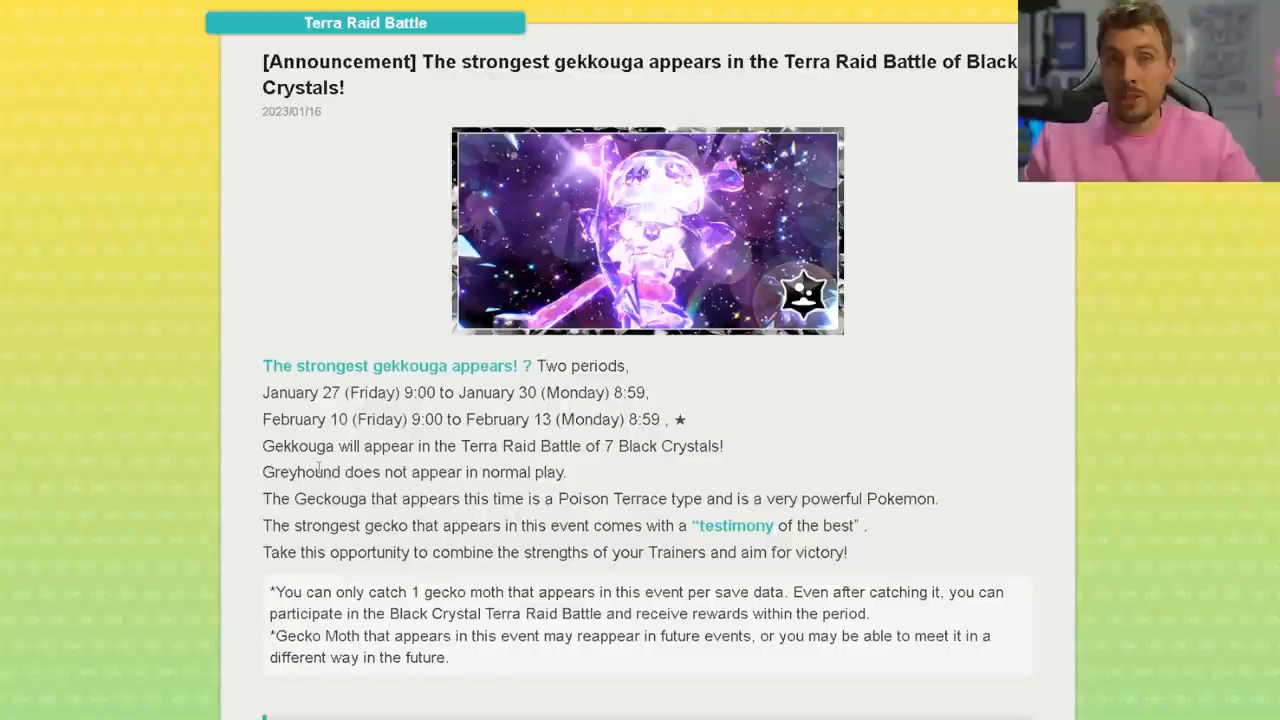 Terra Raid Battle
[Announcement] The strongest gekkouga appears in the Terra Raid Battle of Black
Crystals!
2023/01/16
The strongest gekkouga appears! ? Two periods,
January 27 (Friday) 9:00 to January 30 (Monday) 8:59,
February 10 (Friday) 9:00 to February 13 (Monday) 8:59 , ★
Gekkouga will appear in the Terra Raid Battle of 7 Black Crystals!
Greyhound does not appear in normal play.
The Geckouga that appears this time is a Poison Terrace type and is a very powerful Pokemon.
The strongest gecko that appears in this event comes with a “testimony of the best” .
Take this opportunity to combine the strengths of your Trainers and aim for victory!
*You can only catch 1 gecko moth that appears in this event per save data. Even after catching it, you can
participate in the Black Crystal Terra Raid Battle and receive rewards within the period.
*Gecko Moth that appears in this event may reappear in future events, or you may be able to meet it in a
different way in the future.